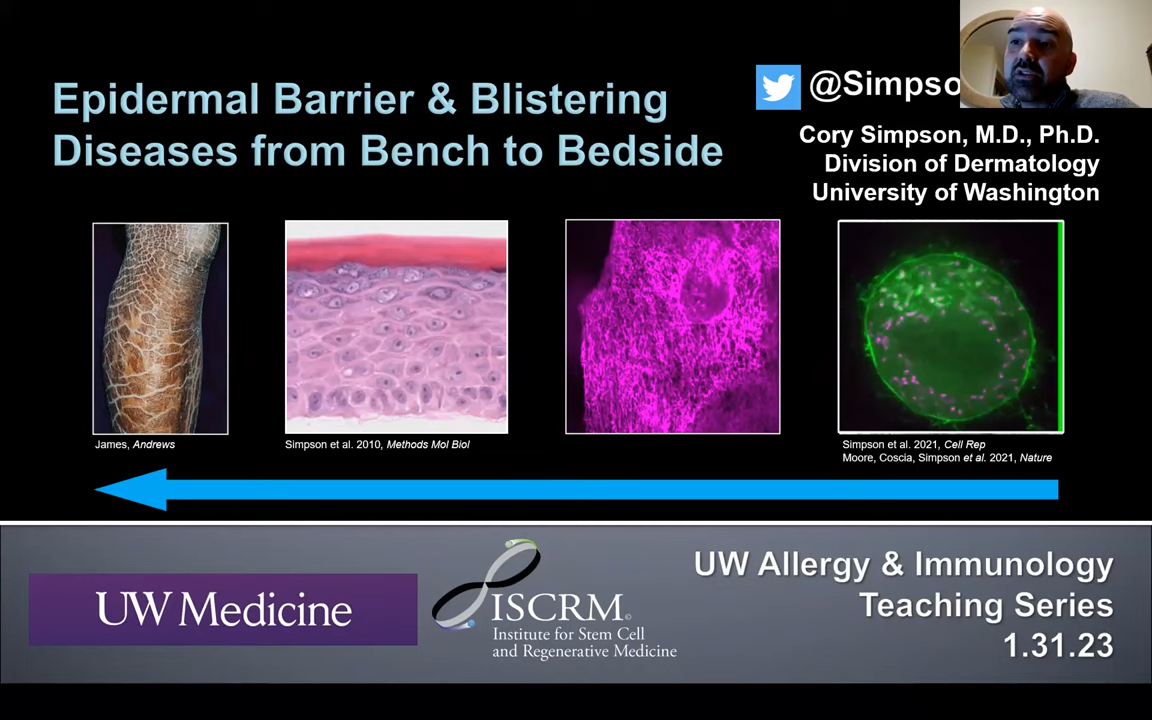 Epidermal Barrier & Blistering
Diseases from Bench to Bedside
@Simpso
Cory Simpson, M.D., Ph.D.
Division of Dermatology
University of Washington
James, Andrews
Simpson et al. 2010, Methods Mol Biol
Simpson et al. 2021, Cell Rep
Moore, Coscia, Simpson et al. 2021, Nature
UW Medicine
ISCRM
Institute for Stem Cell
and Regenerative Medicine
UW Allergy & Immunology
Teaching Series
1.31.23